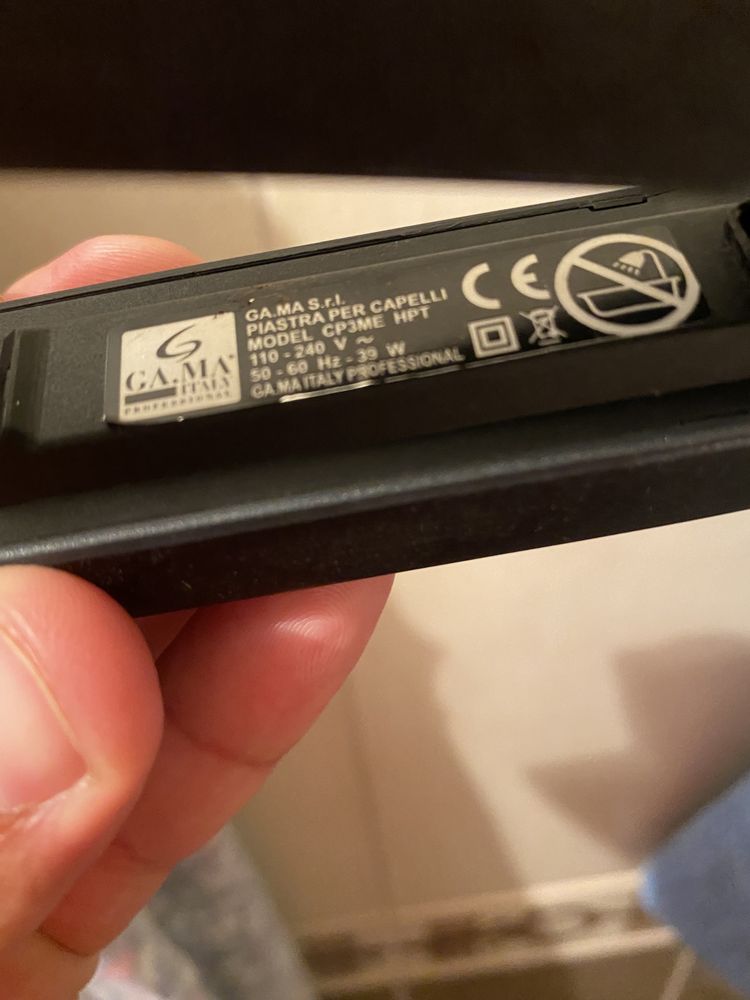 GA.MA
ITALY
PROFESSIONAL
GA.MA S.r.l.
PIASTRA PER CAPELLI
MODEL CP3ME HPT
110 - 240 V ~
50 - 60 Hz - 39 W
GA.MA ITALY PROFESSIONAL
CE